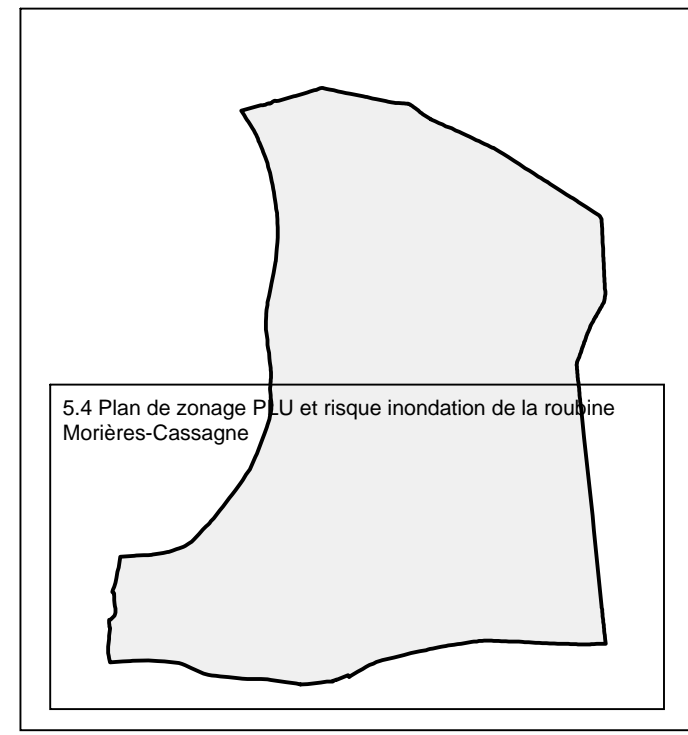 5.4 Plan de zonage PLU et risque inondation de la roubine
Morières-Cassagne